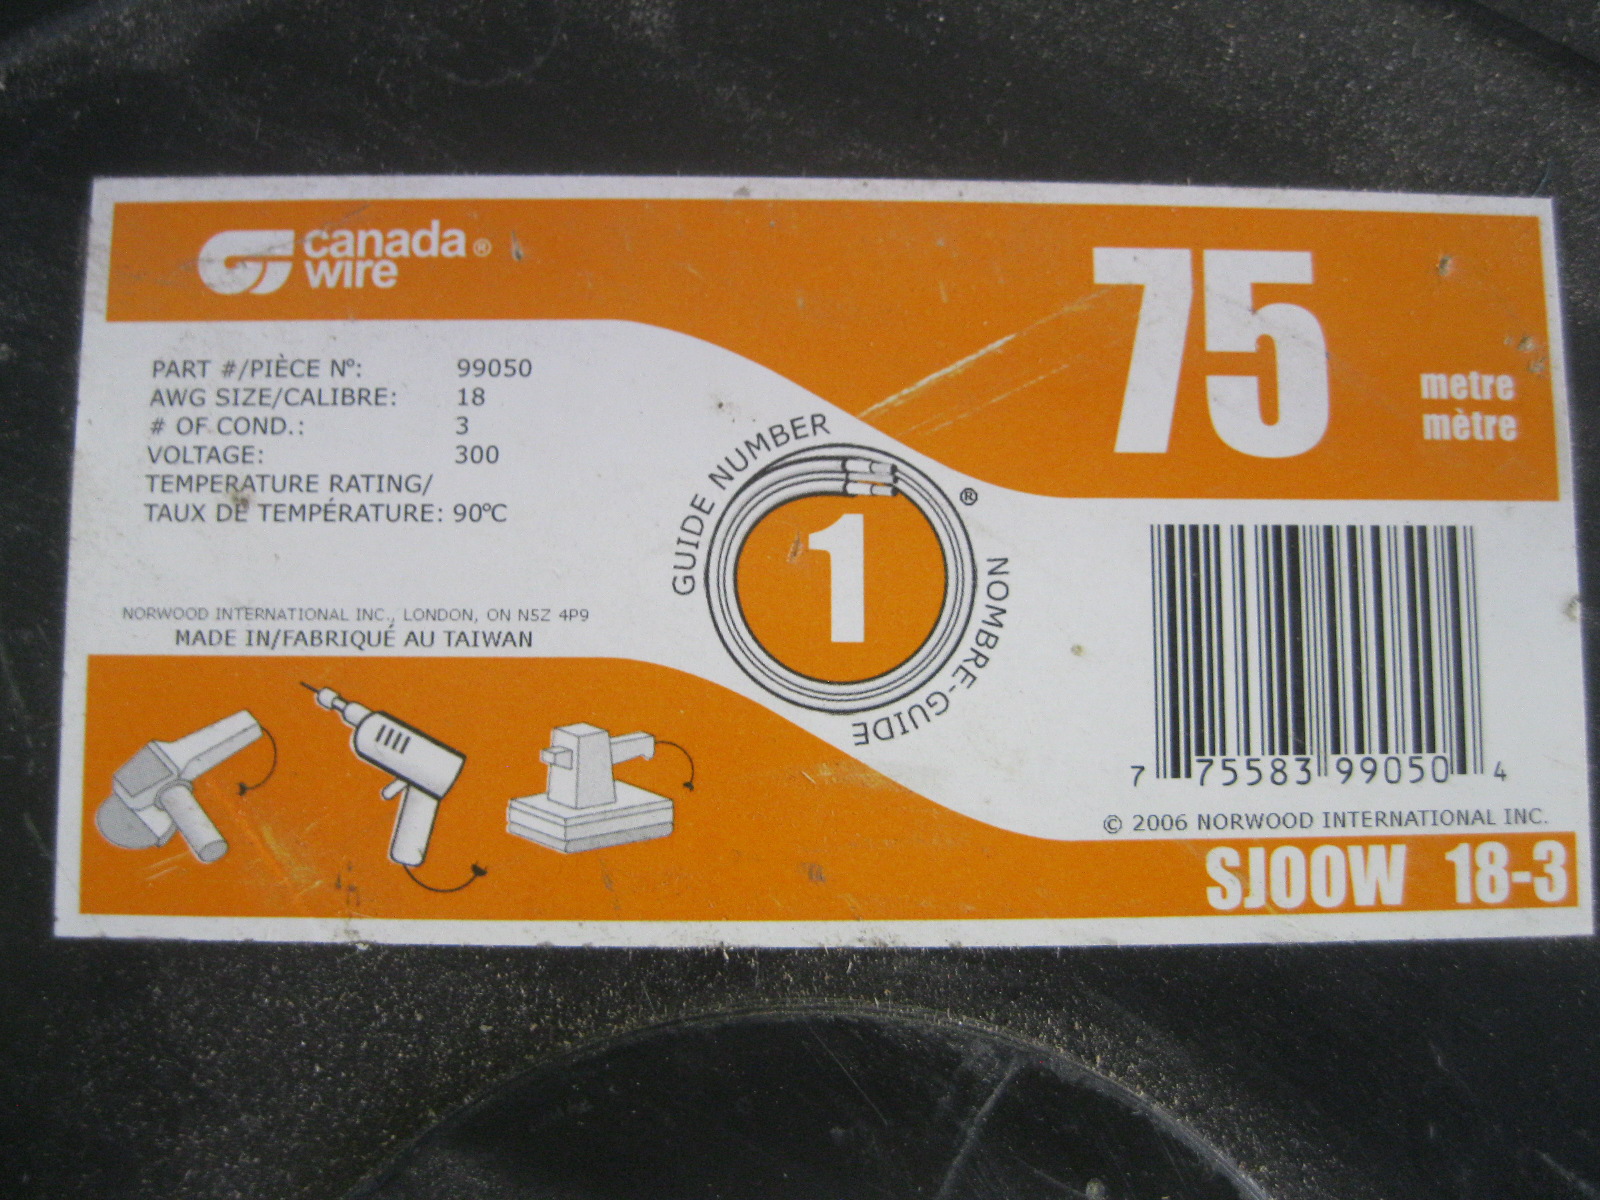 canada®
wire
75
metre
mètre
PART #/PIÈCE Nº: 99050
AWG SIZE/CALIBRE: 18
# OF COND.: 3
VOLTAGE: 300
TEMPERATURE RATING/
TAUX DE TEMPÉRATURE: 90ºC
NORWOOD INTERNATIONAL INC., LONDON, ON N5Z 4P9
MADE IN/FABRIQUÉ AU TAIWAN
GUIDE NUMBER
1
®
NOMBRE-GUIDE
7 75583 99050 4
© 2006 NORWOOD INTERNATIONAL INC.
SJOOW 18-3